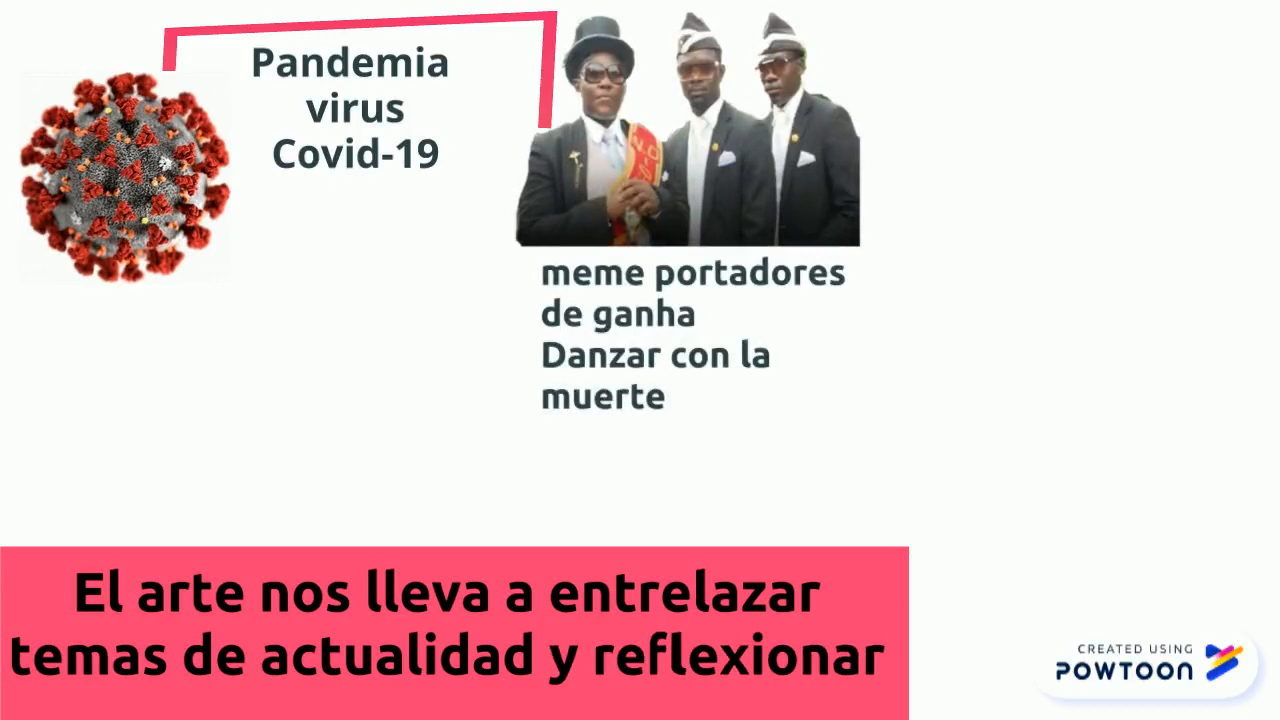 Pandemia
virus
Covid-19
N.O
'S
meme portadores
de ganha
Danzar con la
muerte
El arte nos lleva a entrelazar
temas de actualidad y reflexionar
CREATED USING
POWTOON